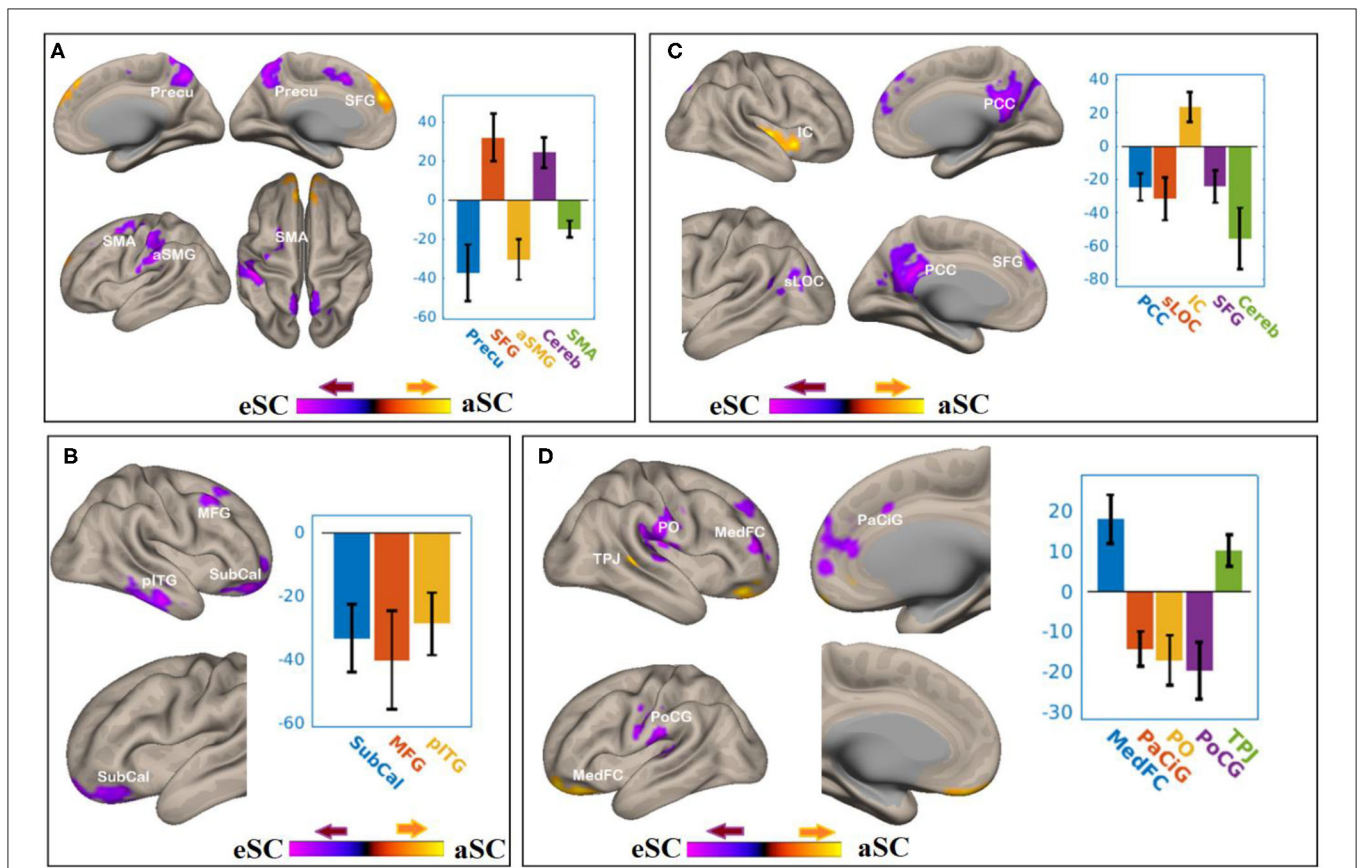 A
Precu
Precu
SFG
SMA
aSMG
SMA
40
20
0
-20
-40
-60
Precu
SFG
aSMG
Cereb
SMA
eSC
aSC
C
IC
PCC
sLOC
PCC
SFG
40
20
0
-20
-40
-60
-80
PCC
sLOC
IC
SFG
Cereb
eSC
aSC
B
MFG
pITG
SubCal
SubCal
0
-20
-40
-60
SubCal
MFG
pITG
eSC
aSC
D
PO
MedFC
TPJ
PaCiG
PoCG
MedFC
20
10
0
-10
-20
-30
MedFC
PaCiG
PO
PoCG
TPJ
eSC
aSC